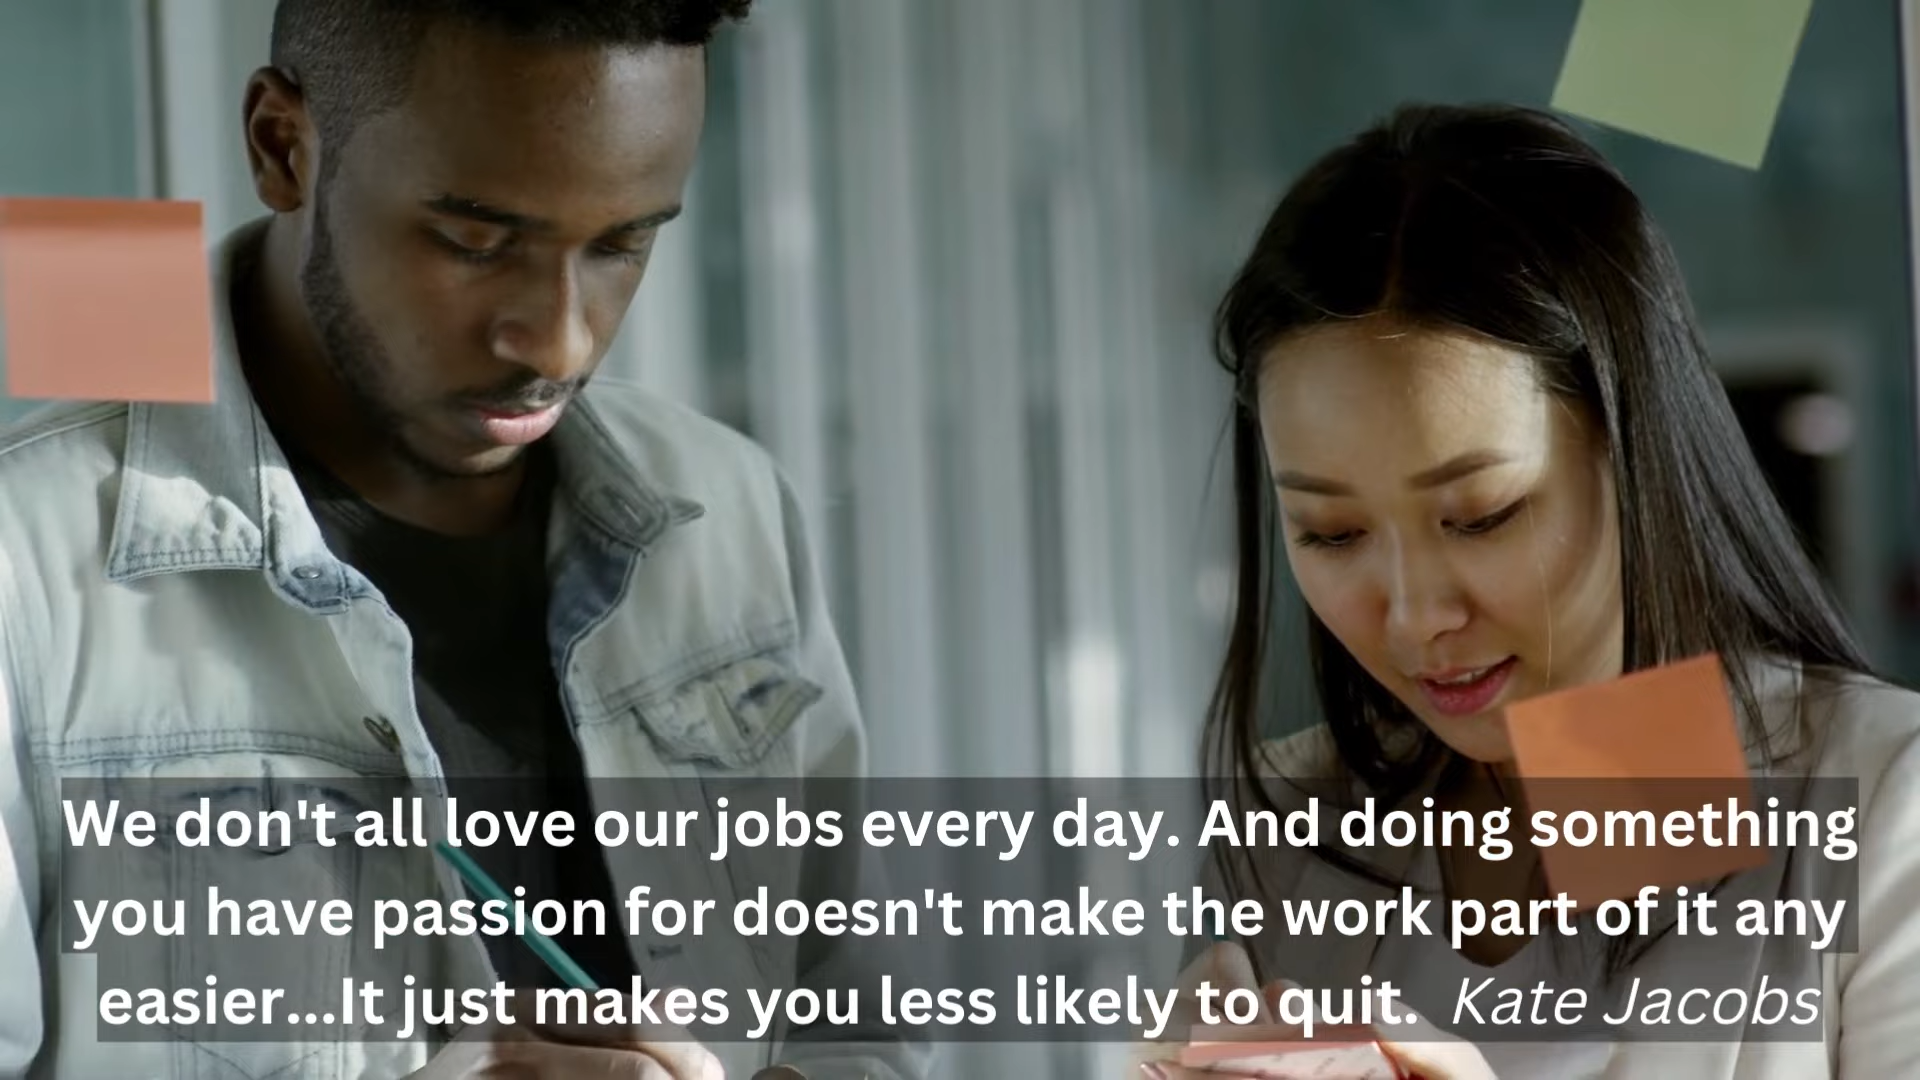 We don't all love our jobs every day. And doing something
you have passion for doesn't make the work part of it any
easier...It just makes you less likely to quit. Kate Jacobs